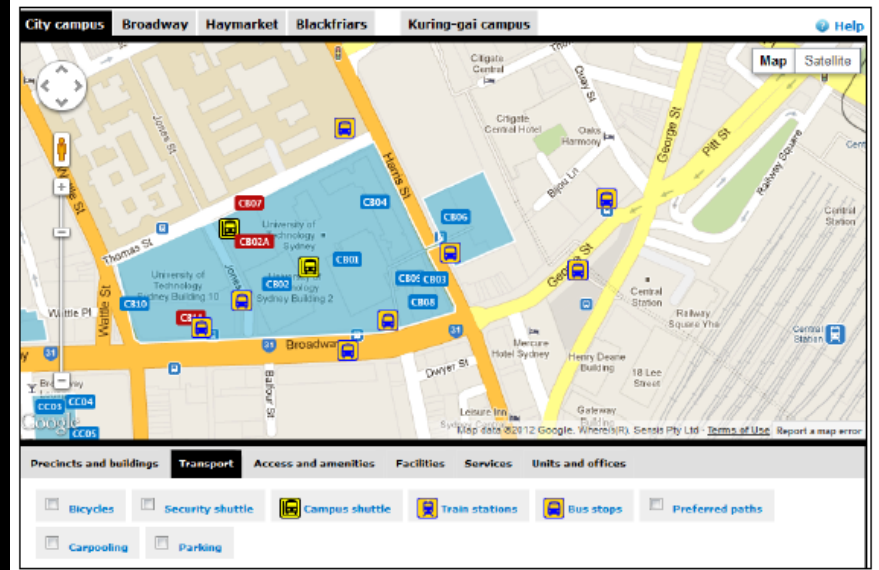 City campus Broadway Haymarket Blackfriars Kuring-gai campus Help
Map Satellite
Citigate
Central
Quay St
Citigate
Central Hotel
Oaks
Harmony
George St
Pitt St
Railway Square
Jones St
Harris St
Bijou Ln
CB07
CB04
CB06
University of
Technology
Sydney
CB02A
Thomas St
CB01
University of
Technology
Sydney Building 10
Jones
CB02
Sydney Building 2
CB03
CB08
CB10
Wattle Pl
Wattle St
George St
Central
Station
Central
Station
Railway
Square Yha
31
31
31
Broadway
Mercure
Hotel Sydney
Henry Deane
Building
Dwyer St
18 Lee
Street
Balfour St
CC03
CC04
CC05
Leisure Inn
Gateway
Google
Map data ©2012 Google, Whereis(R), Sensis Pty Ltd - Terms of Use Report a map error
Precincts and buildings Transport Access and amenities Facilities Services Units and offices
Bicycles Security shuttle Campus shuttle Train stations Bus stops Preferred paths
Carpooling Parking